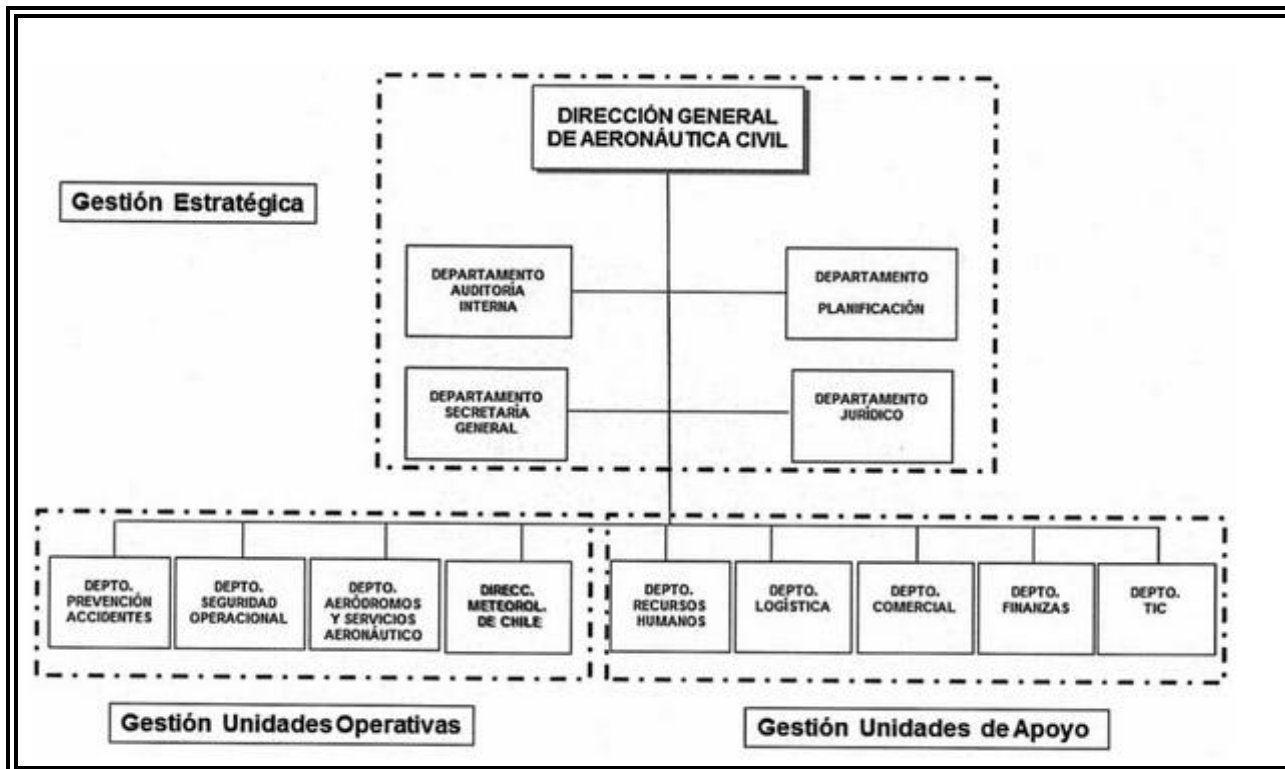 DIRECCIÓN GENERAL
DE AERONÁUTICA CIVIL
Gestión Estratégica
DEPARTAMENTO
AUDITORÍA
INTERNA
DEPARTAMENTO
PLANIFICACIÓN
DEPARTAMENTO
SECRETARÍA
GENERAL
DEPARTAMENTO
JURÍDICO
DEPTO.
PREVENCIÓN
ACCIDENTES
DEPTO.
SEGURIDAD
OPERACIONAL
DEPTO.
AERÓDROMOS
Y SERVICIOS
AERONÁUTICO
DIRECC.
METEOROL.
DE CHILE
DEPTO.
RECURSOS
HUMANOS
DEPTO.
LOGÍSTICA
DEPTO.
COMERCIAL
DEPTO.
FINANZAS
DEPTO.
TIC
Gestión Unidades Operativas
Gestión Unidades de Apoyo